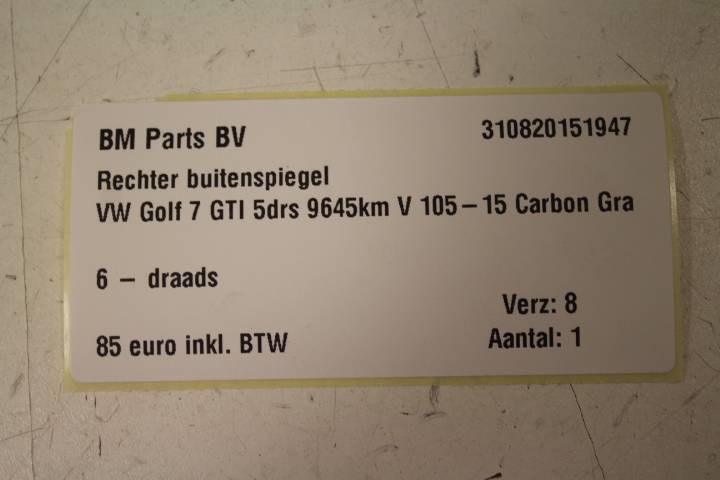 BM Parts BV 310820151947
Rechter buitenspiegel
VW Golf 7 GTI 5drs 9645km V 105-15 Carbon Gra
6 - draads
Verz: 8
85 euro inkl. BTW Aantal: 1